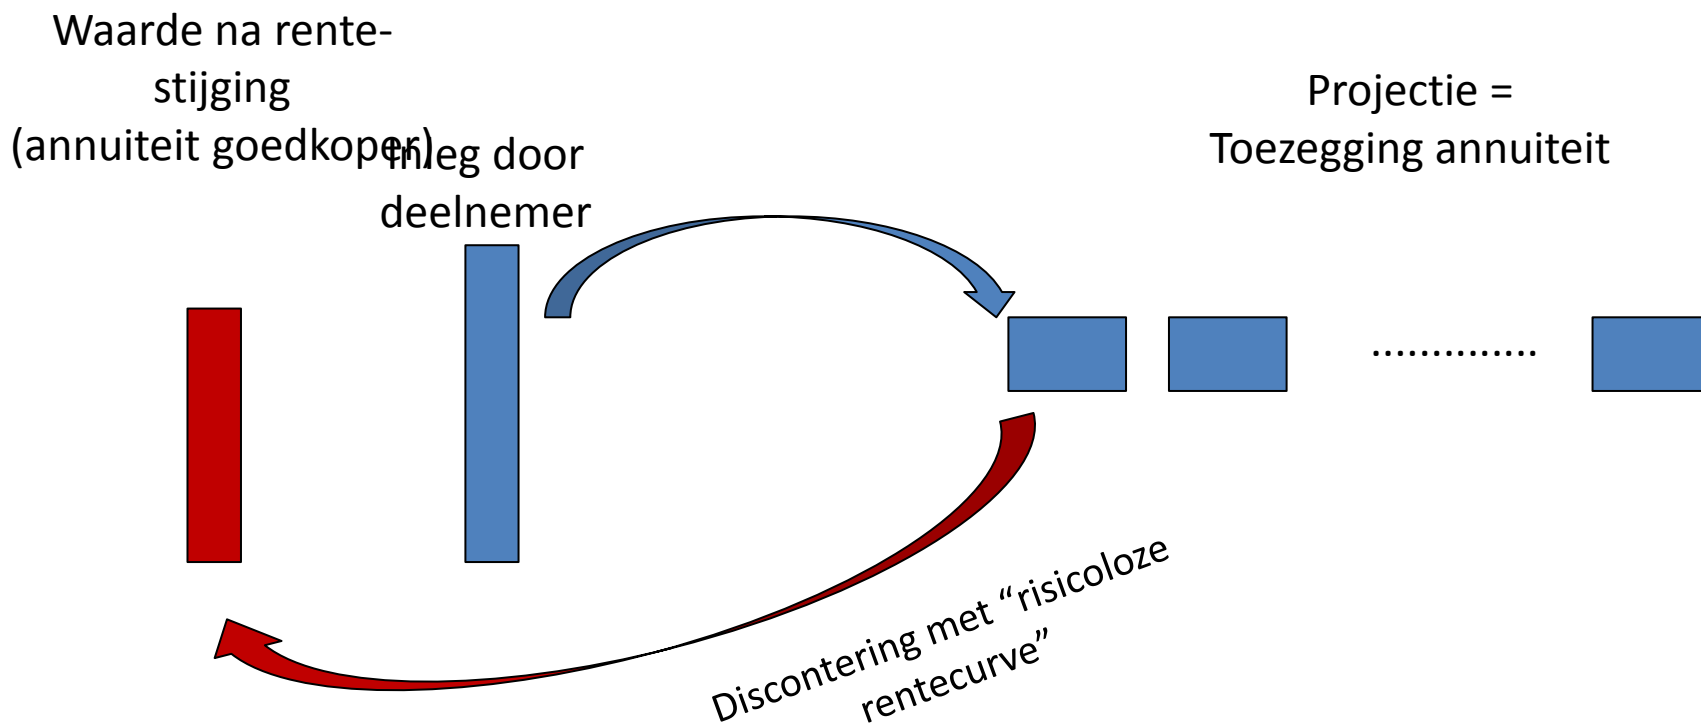 Waarde na rente-
stijging
(annuiteit goedkoper)
Inleg door
deelnemer
Projectie =
Toezegging annuiteit
..............
Discontering met “risicoloze
rentecurve”